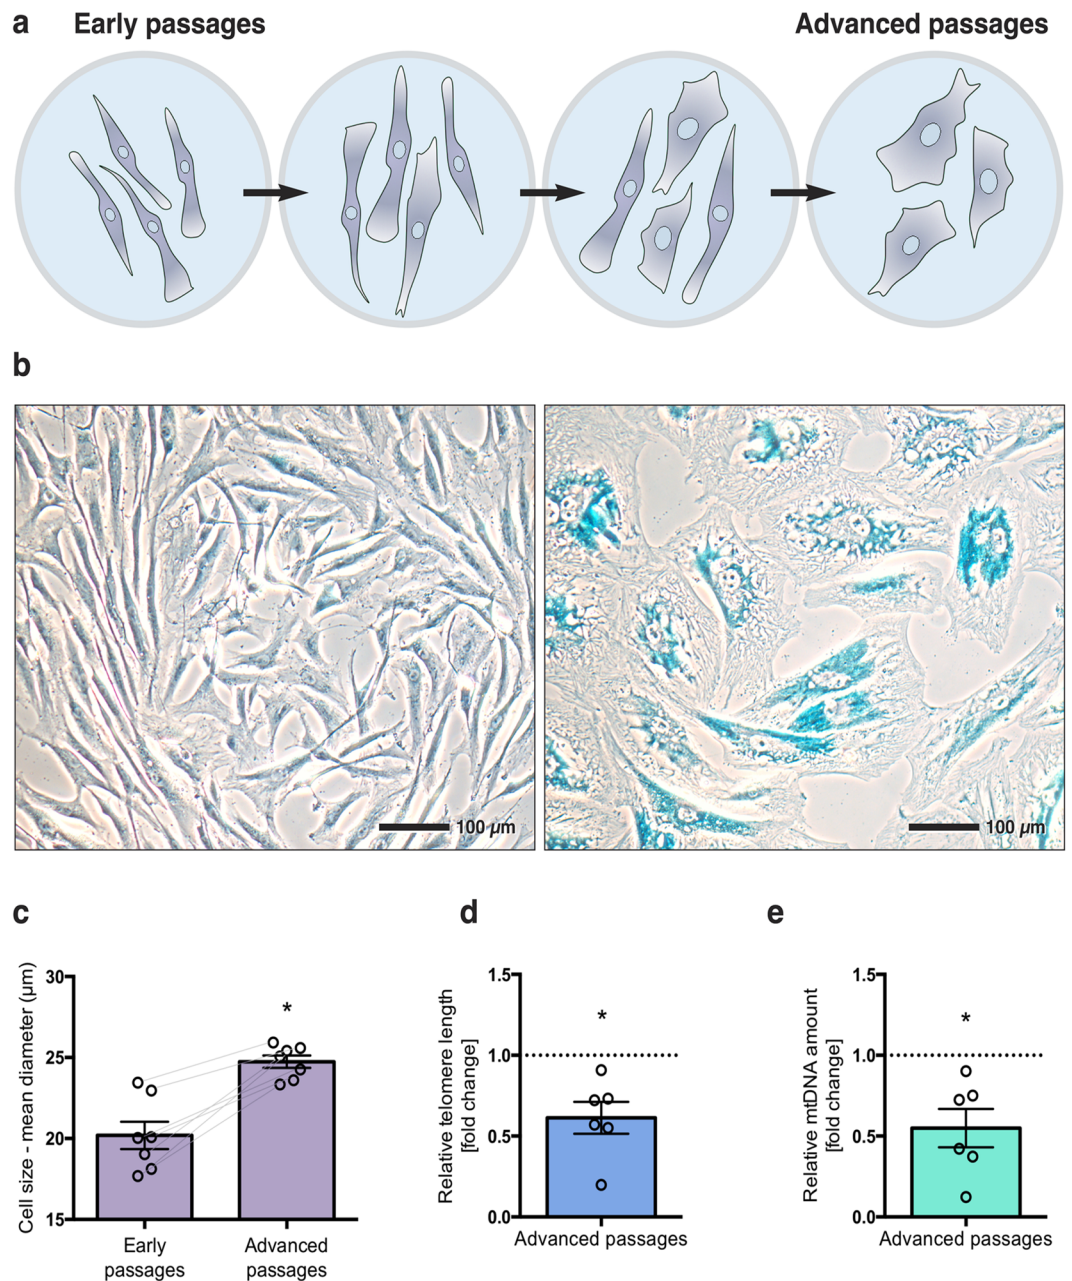 a
Early passages
Advanced passages
b
100 µm
100 µm
c
d
e
Cell size - mean diameter (µm)
30
25
20
15
*
Early
passages
Advanced
passages
Relative telomere length
[fold change]
1.5
1.0
0.5
0.0
*
Advanced passages
Relative mtDNA amount
[fold change]
1.5
1.0
0.5
0.0
*
Advanced passages